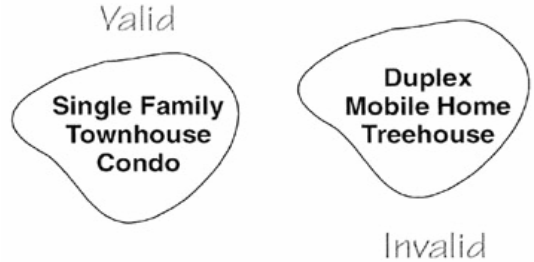 Valid
Single Family
Townhouse
Condo
Duplex
Mobile Home
Treehouse
Invalid